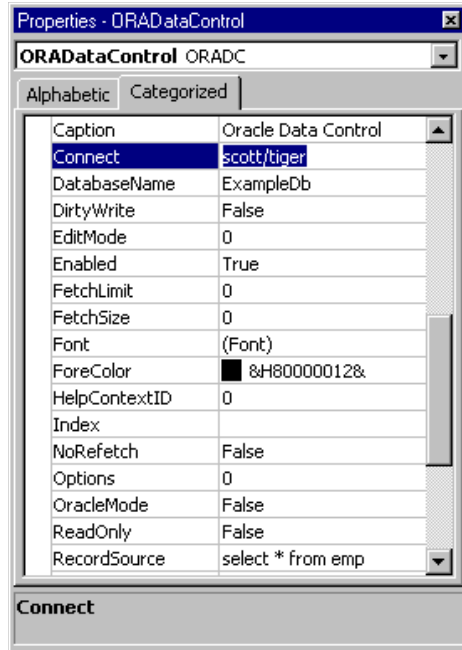 Properties - ORADataControl
ORADataControl ORADC
Alphabetic Categorized
Caption Oracle Data Control
Connect scott/tiger
DatabaseName ExampleDb
DirtyWrite False
EditMode 0
Enabled True
FetchLimit 0
FetchSize 0
Font (Font)
ForeColor &H80000012&
HelpContextID 0
Index
NoRefetch False
Options 0
OracleMode False
ReadOnly False
RecordSource select * from emp
Connect